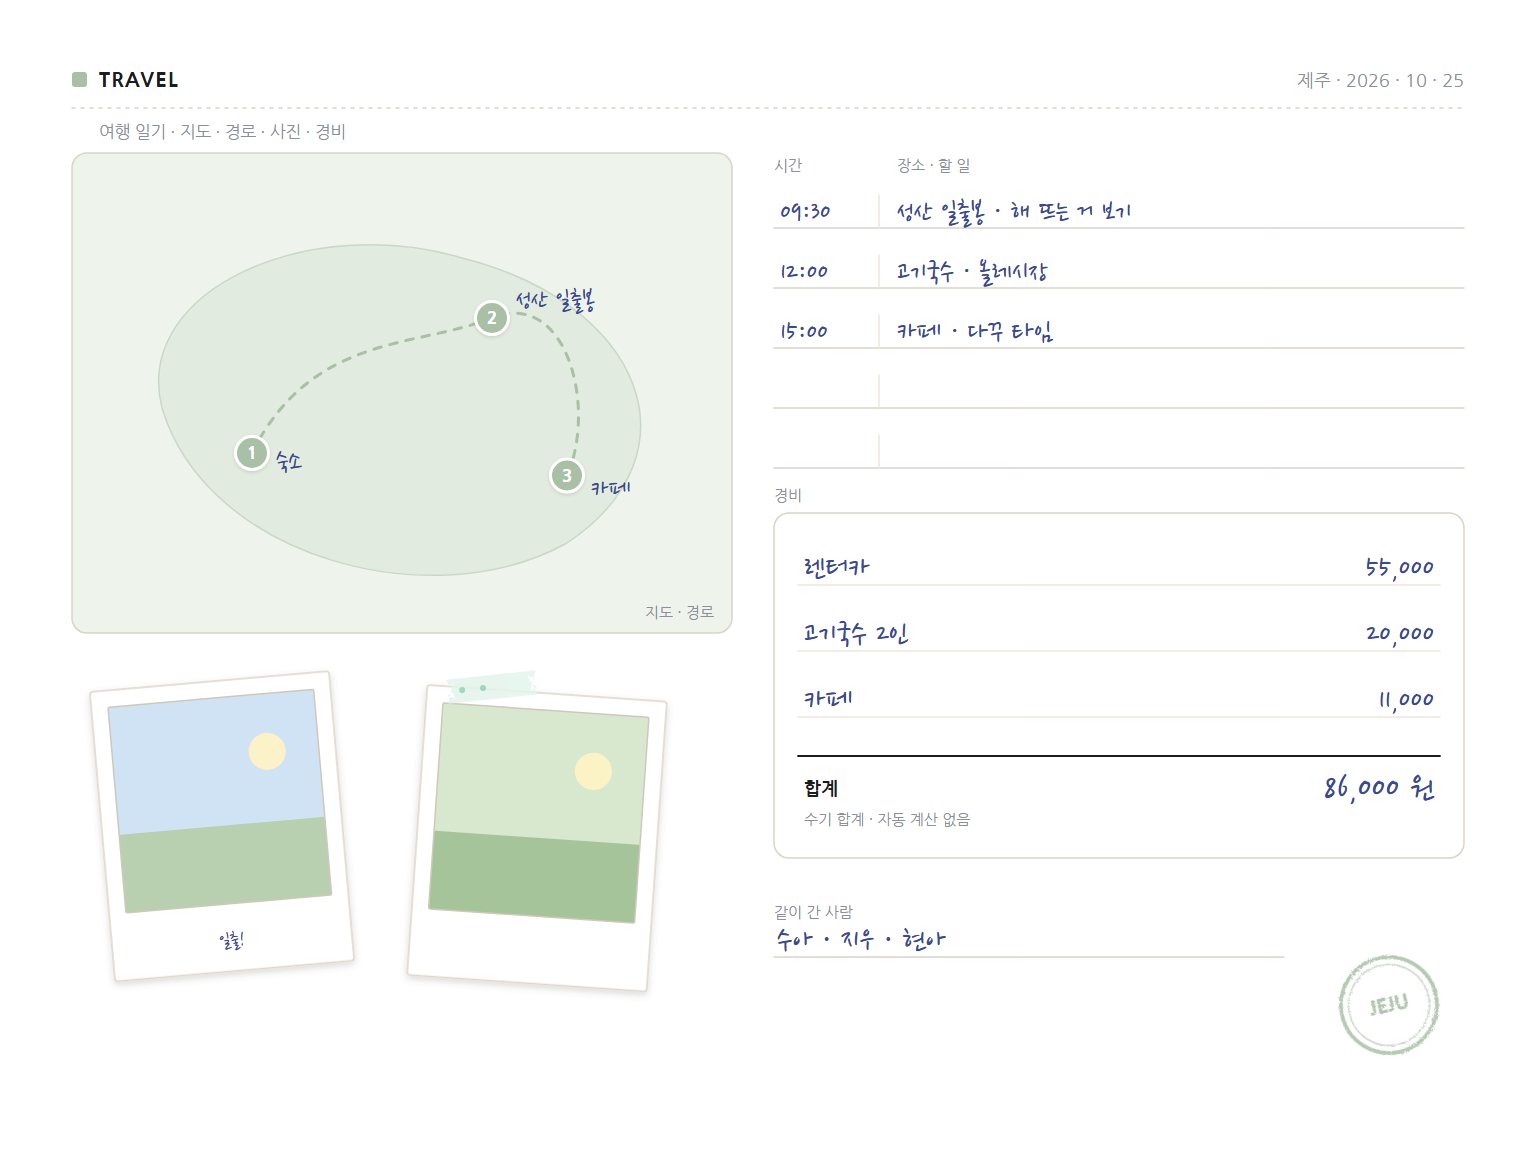 TRAVEL
제주 · 2026 · 10 · 25
여행 일기 · 지도 · 경로 · 사진 · 경비
2 성산 일출봉
1 숙소
3 카페
지도 · 경로
일출!
시간 장소 · 할 일
09:30 성산 일출봉 · 해 뜨는 거 보기
12:00 고기국수 · 올레시장
15:00 카페 · 다꾸 타임
경비
렌터카 55,000
고기국수 2인 20,000
카페 11,000
합계 86,000 원
수기 합계 · 자동 계산 없음
같이 간 사람
수아 · 지우 · 현아
JEJU